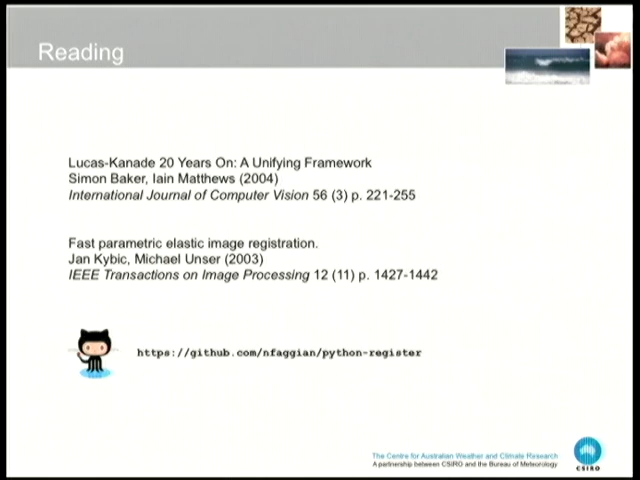 Reading
Lucas-Kanade 20 Years On: A Unifying Framework
Simon Baker, Iain Matthews (2004)
International Journal of Computer Vision 56 (3) p. 221-255
Fast parametric elastic image registration.
Jan Kybic, Michael Unser (2003)
IEEE Transactions on Image Processing 12 (11) p. 1427-1442
https://github.com/nfaggian/python-register
The Centre for Australian Weather and Climate Research
A partnership between CSIRO and the Bureau of Meteorology
CSIRO